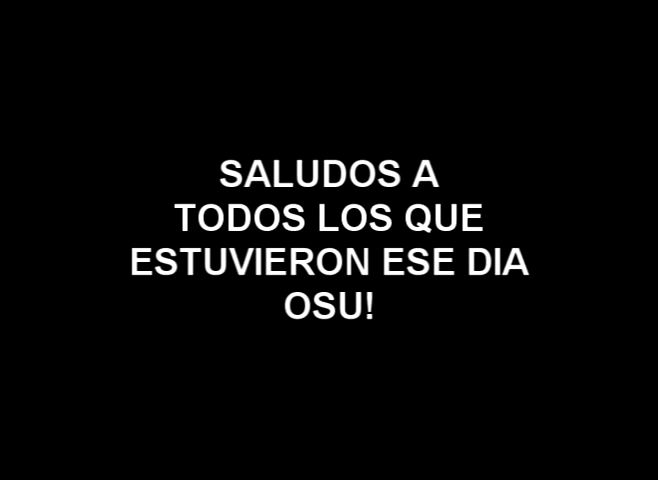 SALUDOS A
TODOS LOS QUE
ESTUVIERON ESE DIA
OSU!